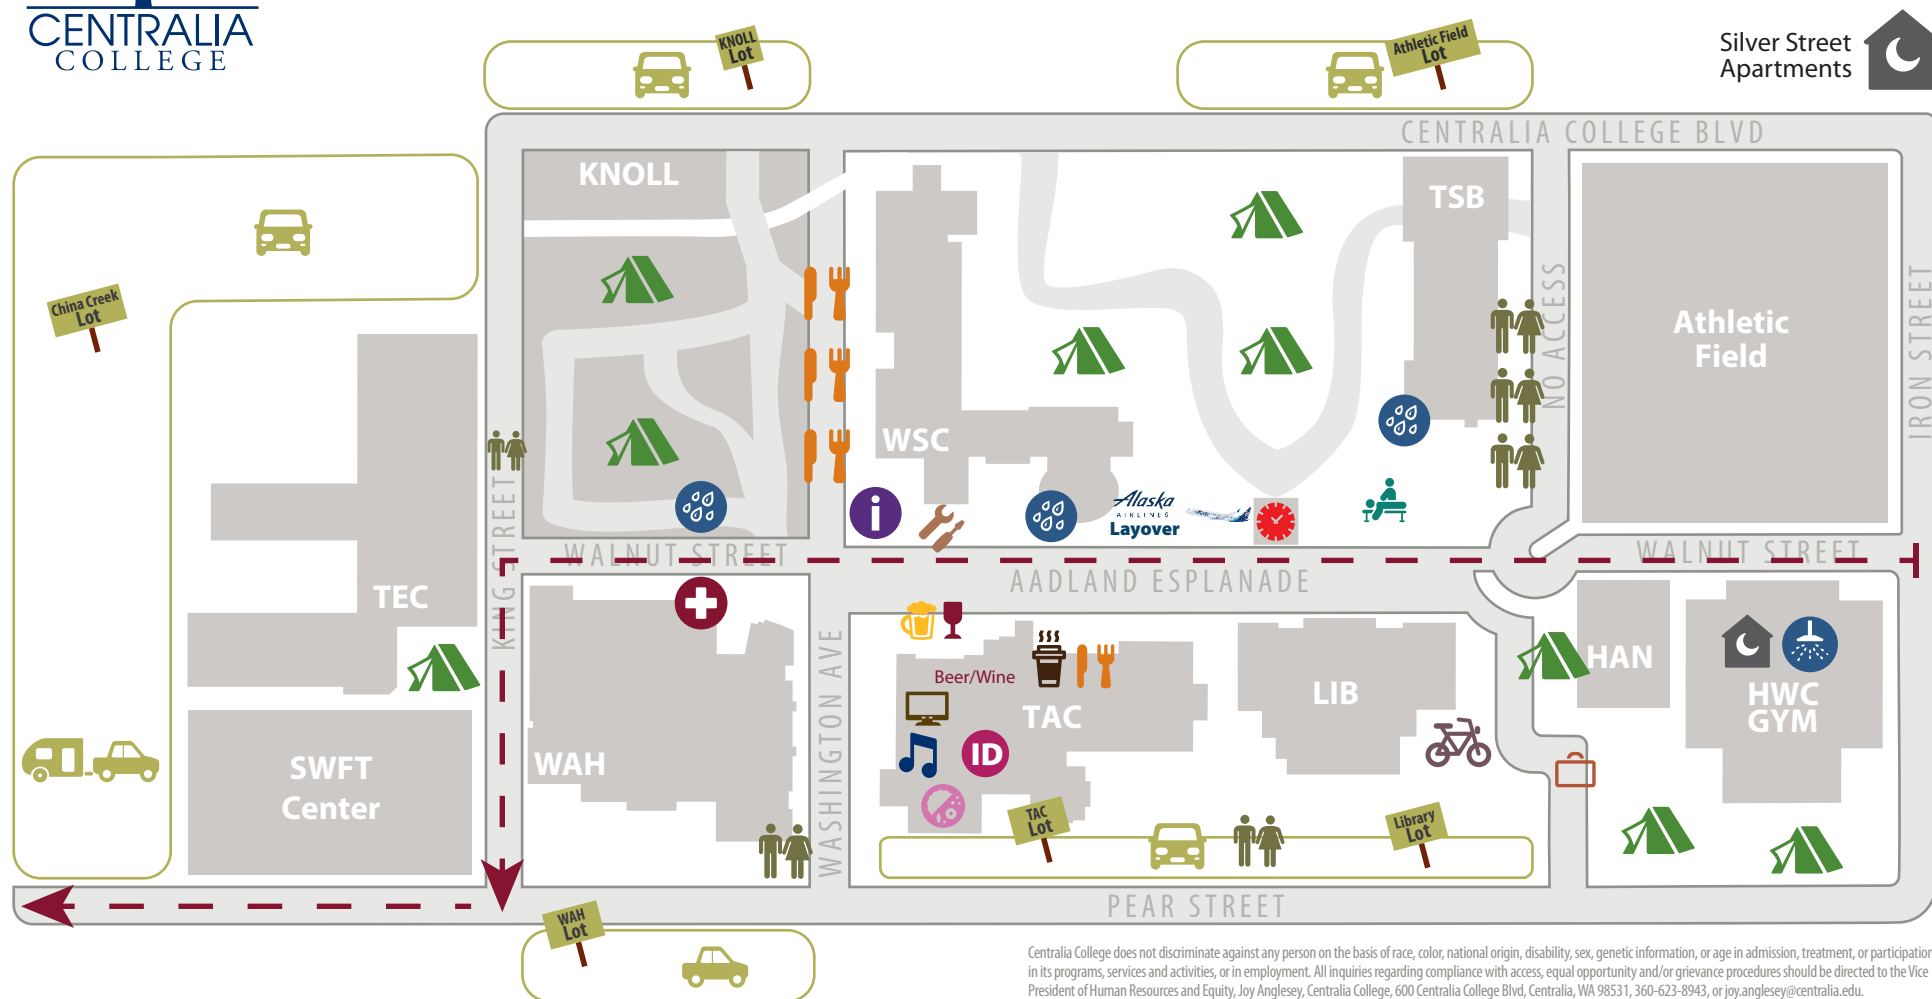 CENTRALIA
COLLEGE
KNOLL
Lot
Athletic Field
Lot
Silver Street
Apartments
CENTRALIA COLLEGE BLVD
KNOLL
TSB
China Creek
Lot
NO ACCESS
IRON STREET
Athletic
Field
WSC
KING STREET
i
Alaska
AIRLINES
Layover
WALNUT STREET
WALNUT STREET
AADLAND ESPLANADE
TEC
WASHINGTON AVE
HAN
Beer/Wine
TAC
LIB
HWC
GYM
ID
WAH
SWFT
Center
TAC
Lot
Library
Lot
PEAR STREET
WAH
Lot
Centralia College does not discriminate against any person on the basis of race, color, national origin, disability, sex, genetic information, or age in admission, treatment, or participation
in its programs, services and activities, or in employment. All inquiries regarding compliance with access, equal opportunity and/or grievance procedures should be directed to the Vice
President of Human Resources and Equity, Joy Anglesey, Centralia College, 600 Centralia College Blvd, Centralia, WA 98531, 360-623-8943, or joy.anglesey@centralia.edu.